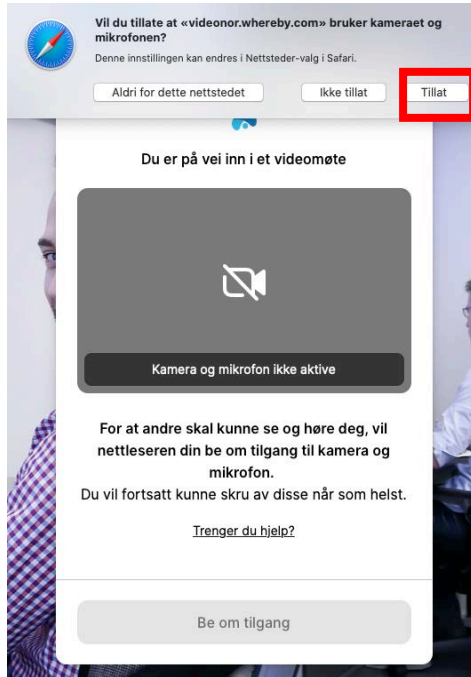 Vil du tillate at «videonor.whereby.com» bruker kameraet og
mikrofonen?
Denne innstillingen kan endres i Nettsteder-valg i Safari.
Aldri for dette nettstedet Ikke tillat Tillat
Du er på vei inn i et videomøte
Kamera og mikrofon ikke aktive
For at andre skal kunne se og høre deg, vil
nettleseren din be om tilgang til kamera og
mikrofon.
Du vil fortsatt kunne skru av disse når som helst.
Trenger du hjelp?
Be om tilgang